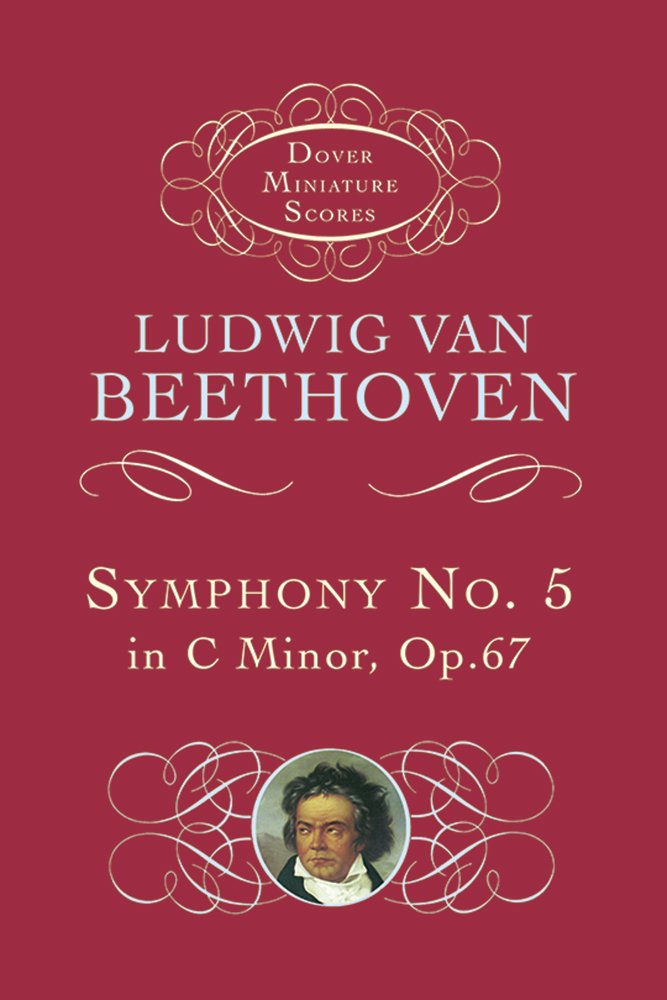 DOVER
MINIATURE
SCORES
LUDWIG VAN
BEETHOVEN
SYMPHONY NO. 5
in C Minor, Op.67